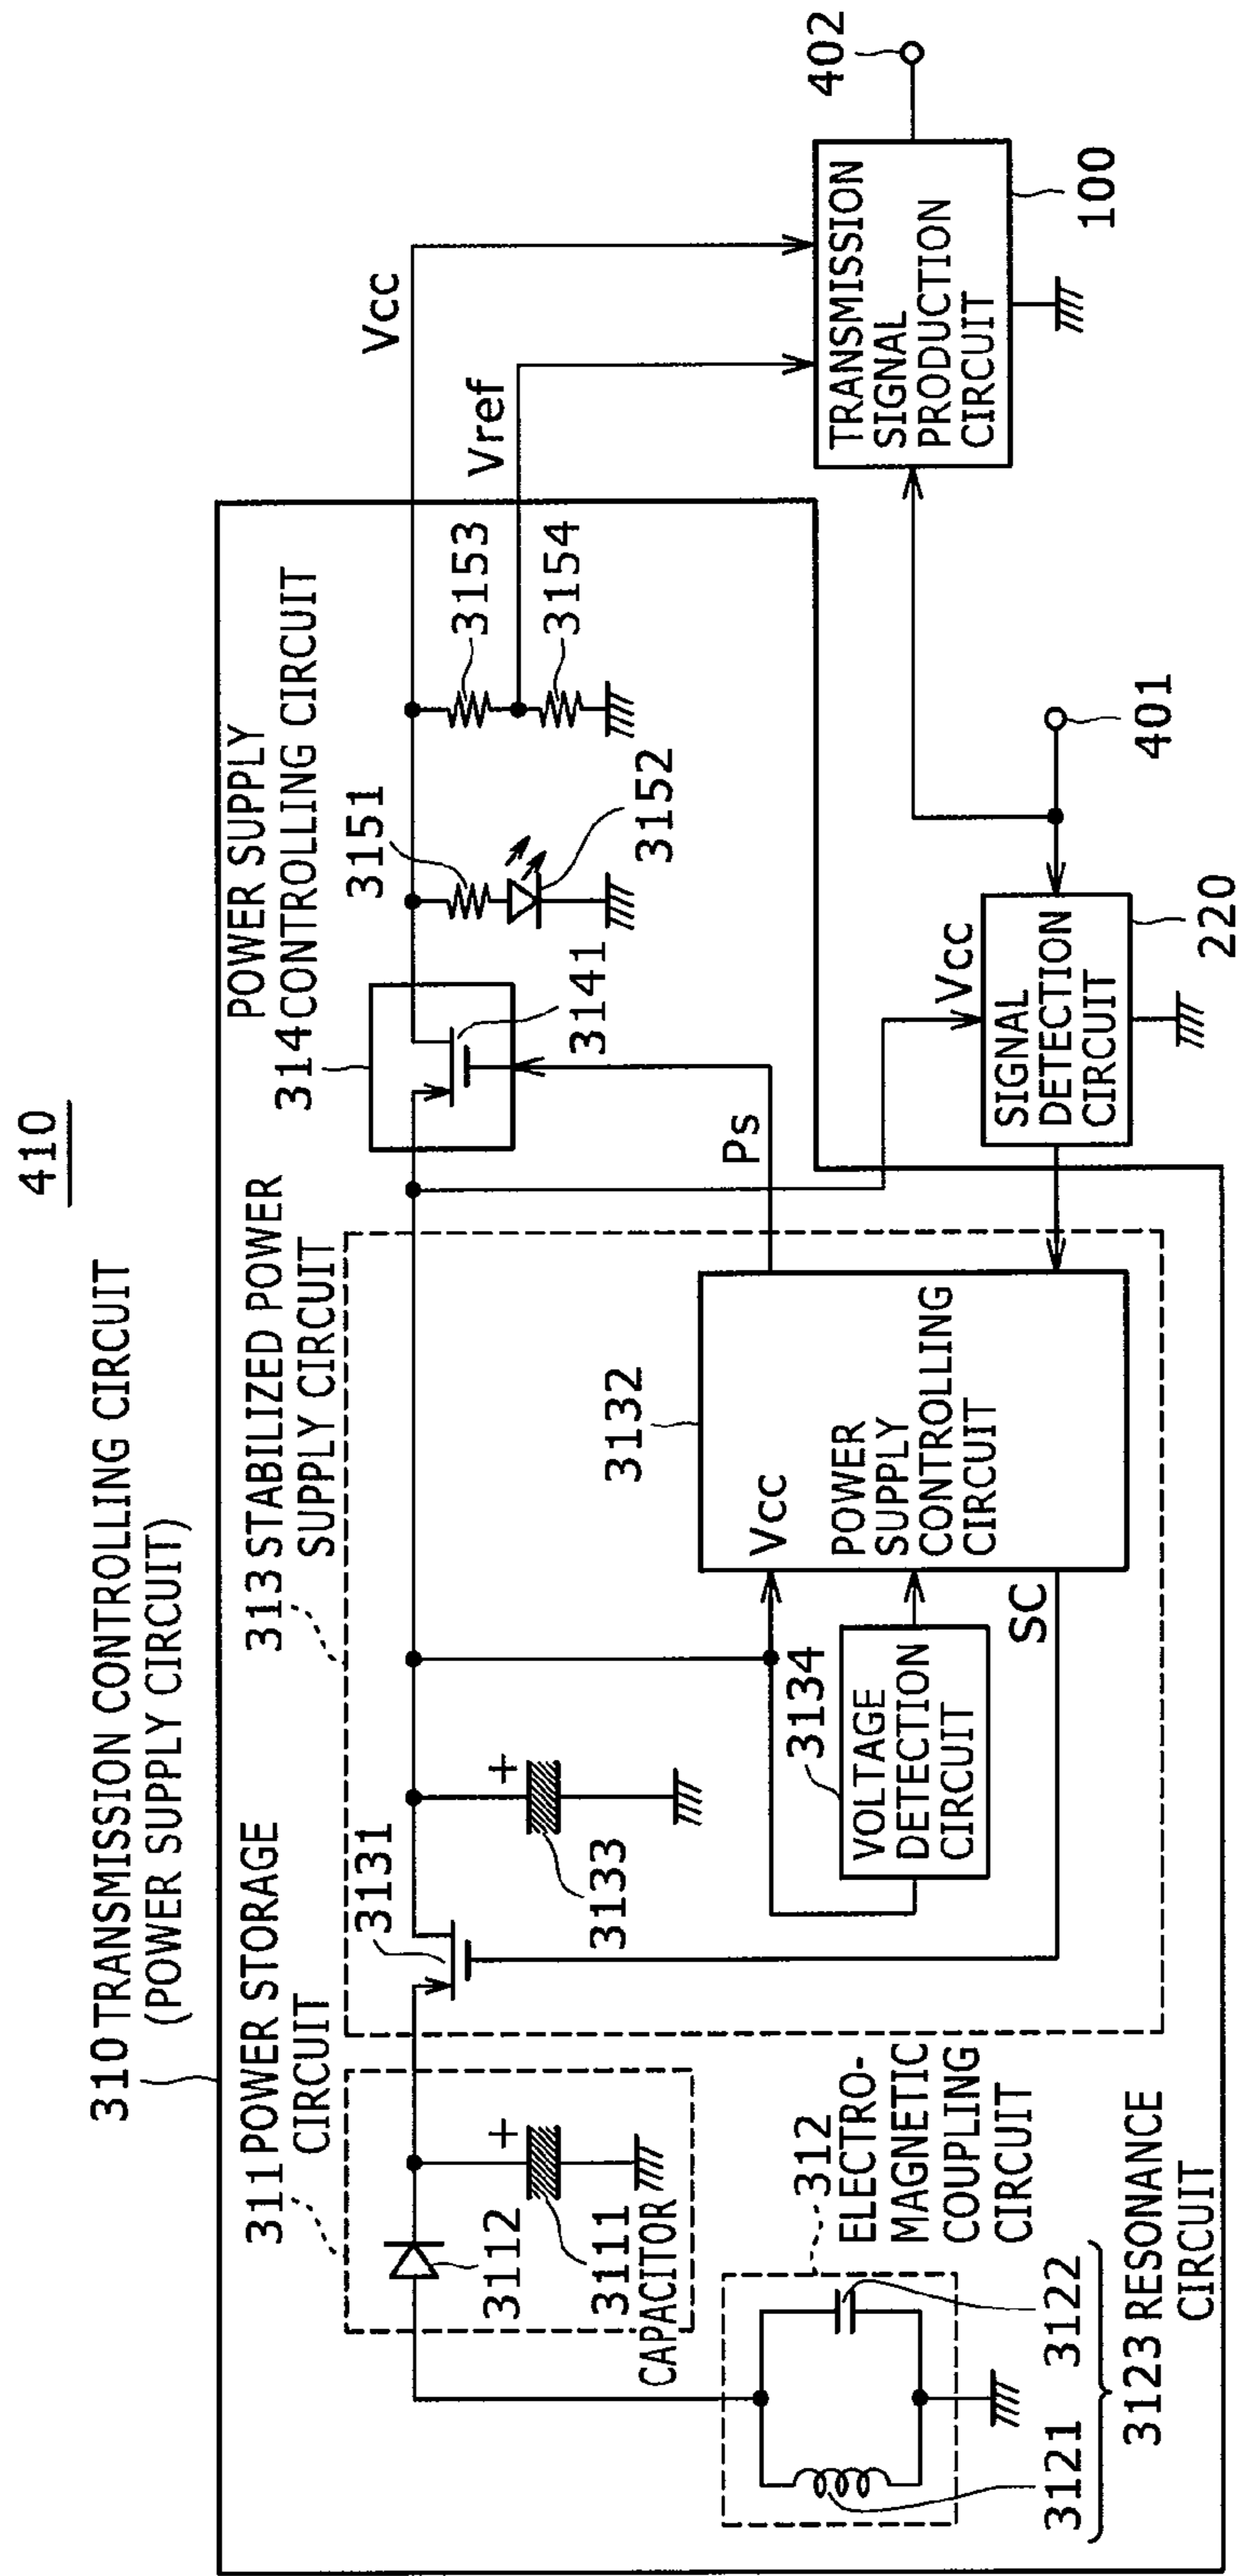 410
310 TRANSMISSION CONTROLLING CIRCUIT
(POWER SUPPLY CIRCUIT)
311 POWER STORAGE
CIRCUIT
313 STABILIZED POWER
SUPPLY CIRCUIT
POWER SUPPLY
314 CONTROLLING CIRCUIT
3112
+
3111
CAPACITOR
3131
+
3133
3141
3151
3152
3153
3154
Vcc
Vref
312
ELECTRO-
MAGNETIC
COUPLING
CIRCUIT
3121
3122
3123 RESONANCE
CIRCUIT
3134
VOLTAGE
DETECTION
CIRCUIT
SC
Vcc
3132
POWER
SUPPLY
CONTROLLING
CIRCUIT
Ps
Vcc
SIGNAL
DETECTION
CIRCUIT
220
401
TRANSMISSION
SIGNAL
PRODUCTION
CIRCUIT
100
402